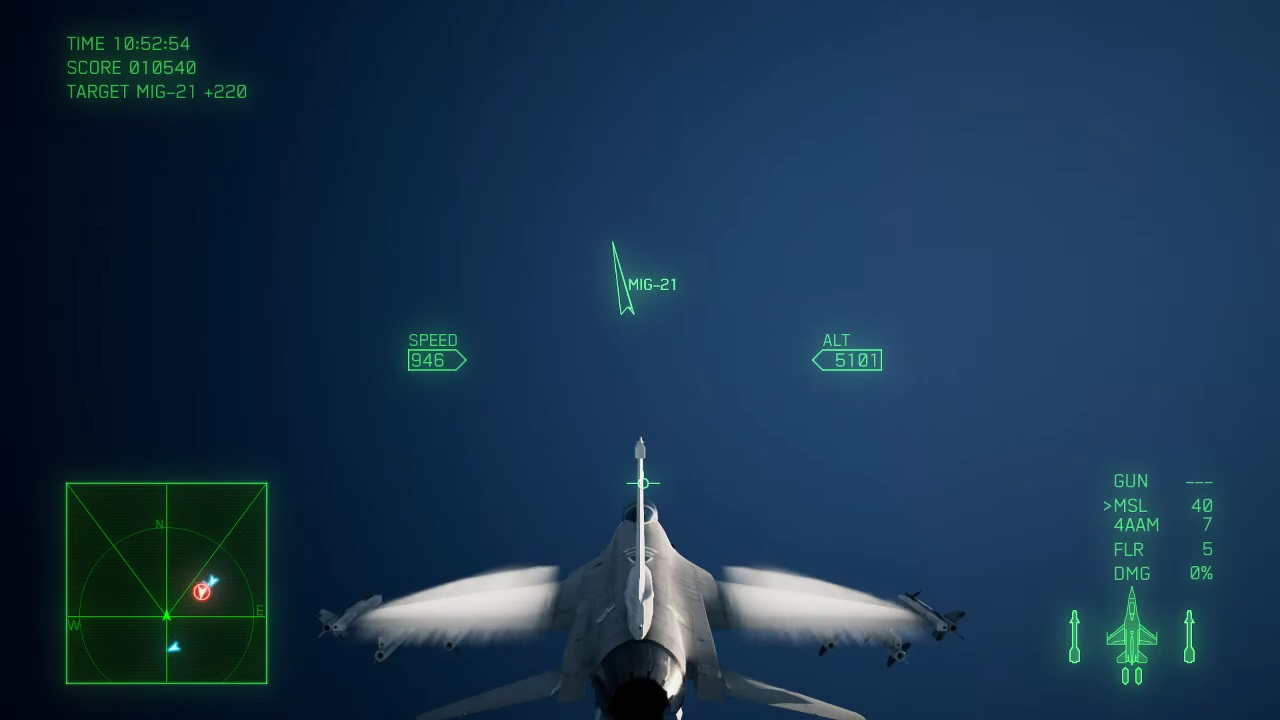 TIME 10:52:54
SCORE 010540
TARGET MIG-21 +220
MIG-21
SPEED
946
ALT
5101
N
E
W
GUN ---
>MSL 40
4AAM 7
FLR 5
DMG 0%